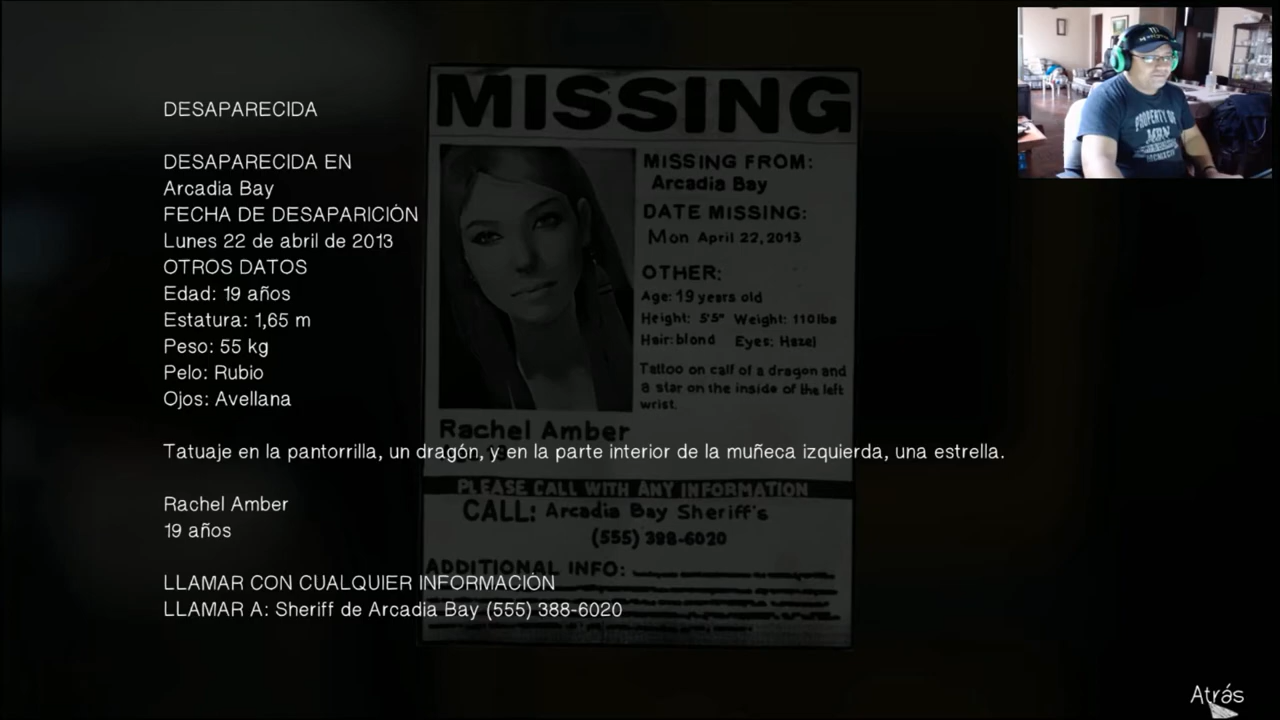 DESAPARECIDA
DESAPARECIDA EN
Arcadia Bay
FECHA DE DESAPARICIÓN
Lunes 22 de abril de 2013
OTROS DATOS
Edad: 19 años
Estatura: 1,65 m
Peso: 55 kg
Pelo: Rubio
Ojos: Avellana
Tatuaje en la pantorrilla, un dragón, y en la parte interior de la muñeca izquierda, una estrella.
Rachel Amber
19 años
LLAMAR CON CUALQUIER INFORMACIÓN
LLAMAR A: Sheriff de Arcadia Bay (555) 388-6020
MISSING
MISSING FROM:
Arcadia Bay
DATE MISSING:
Mon April 22, 2013
OTHER:
Age: 19 years old
Height: 5'5" Weight: 110 lbs
Hair: blond Eyes: Hazel
Tattoo on calf of a dragon and
a star on the inside of the left
wrist.
Rachel Amber
PLEASE CALL WITH ANY INFORMATION
CALL: Arcadia Bay Sheriff's
(555) 388-6020
ADDITIONAL INFO:
PROPERTY OF
Atrás